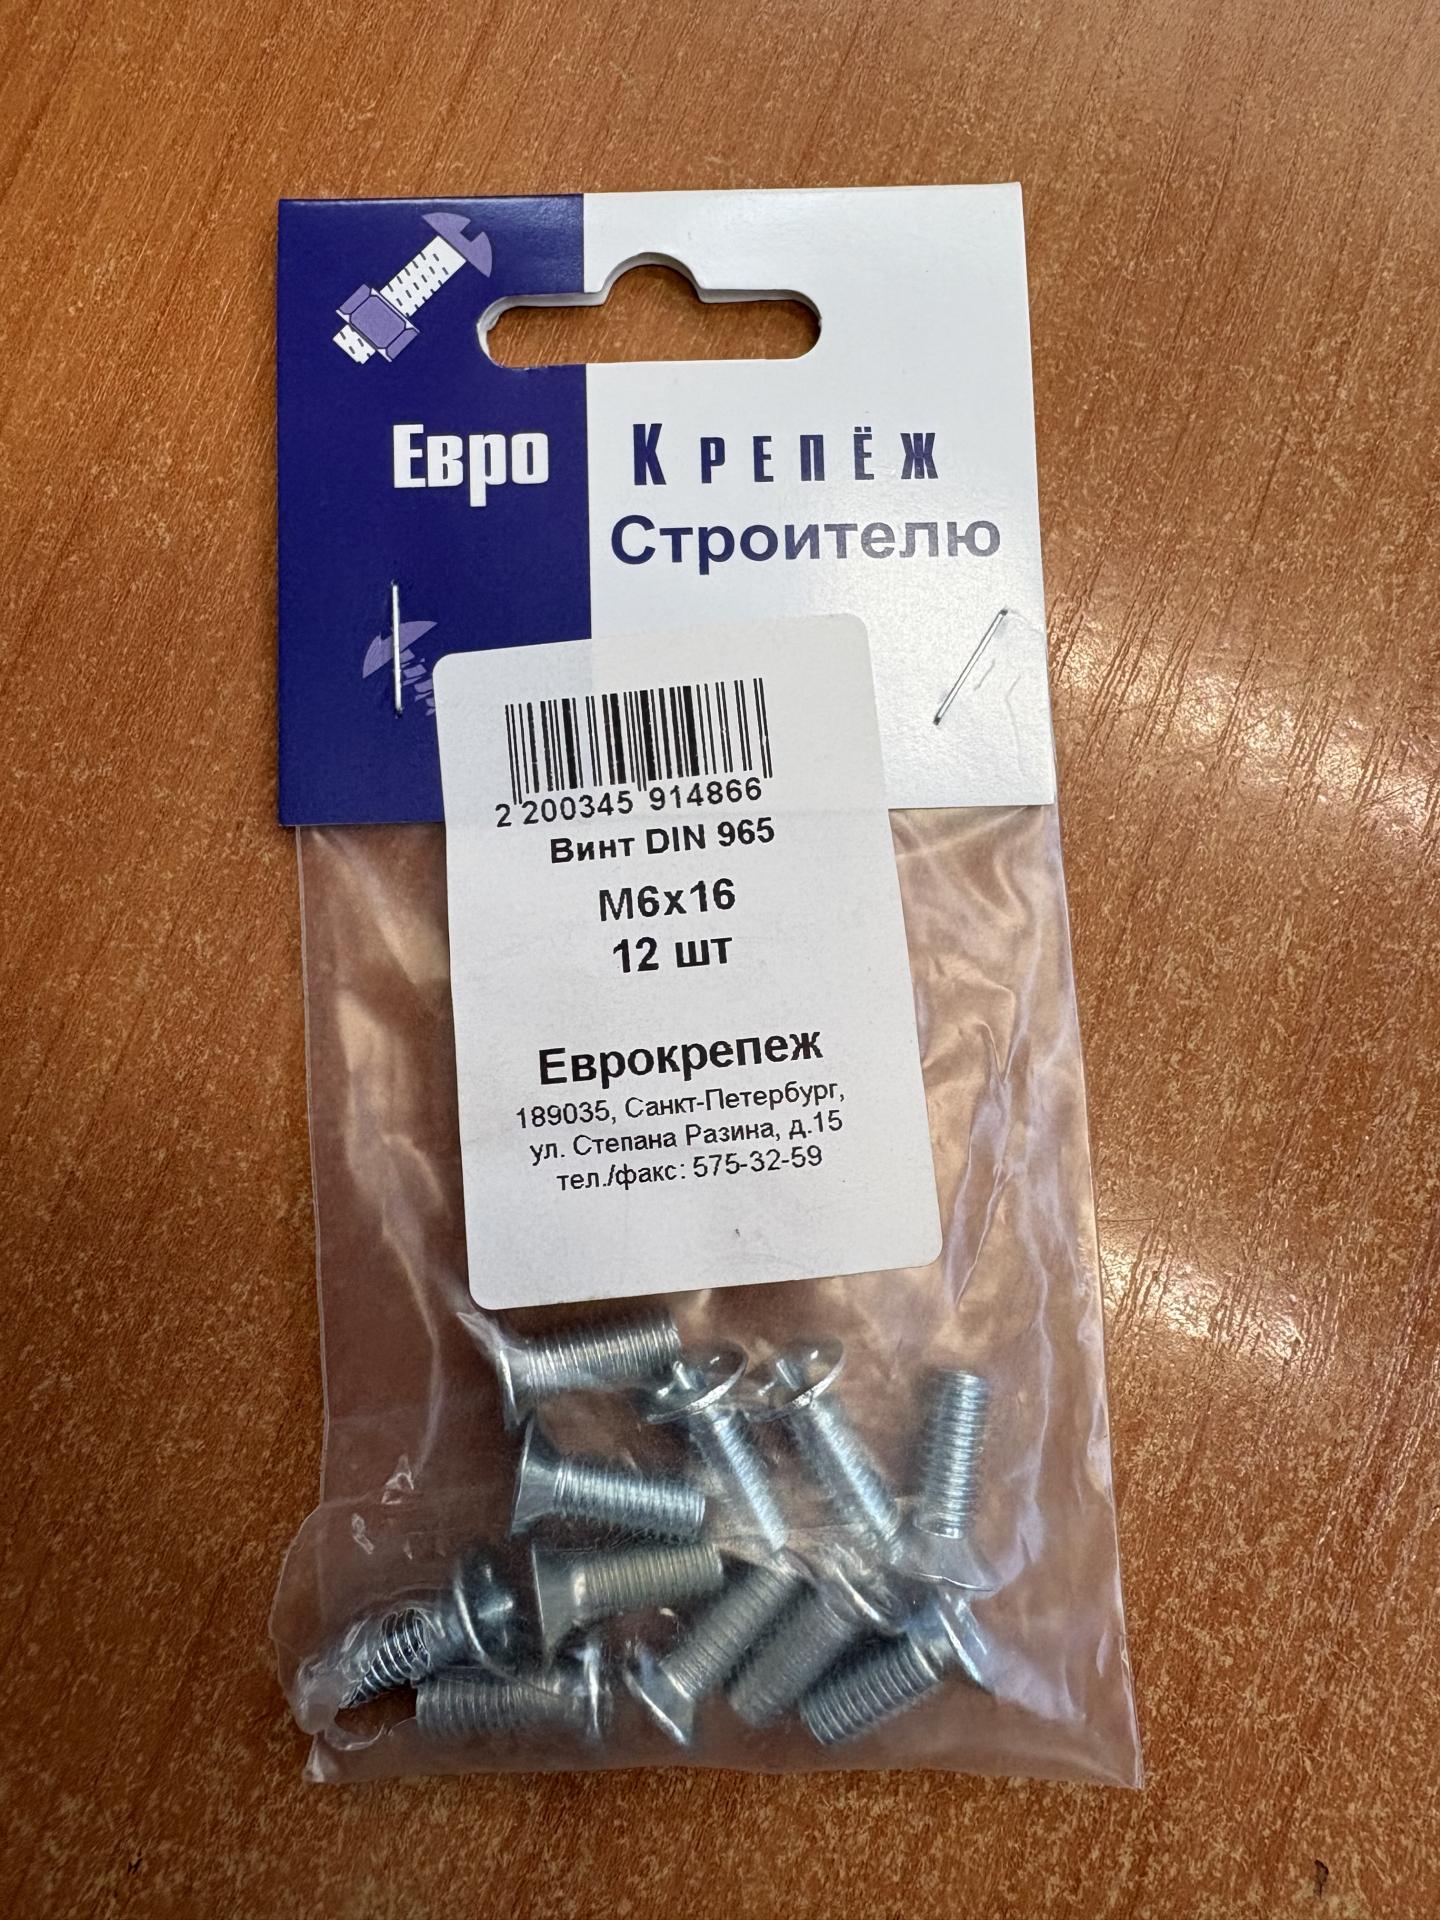 Евро Крепёж
Строителю
2 200345 914866
Винт DIN 965
М6х16
12 шт
Еврокрепеж
189035, Санкт-Петербург,
ул. Степана Разина, д.15
тел./факс: 575-32-59